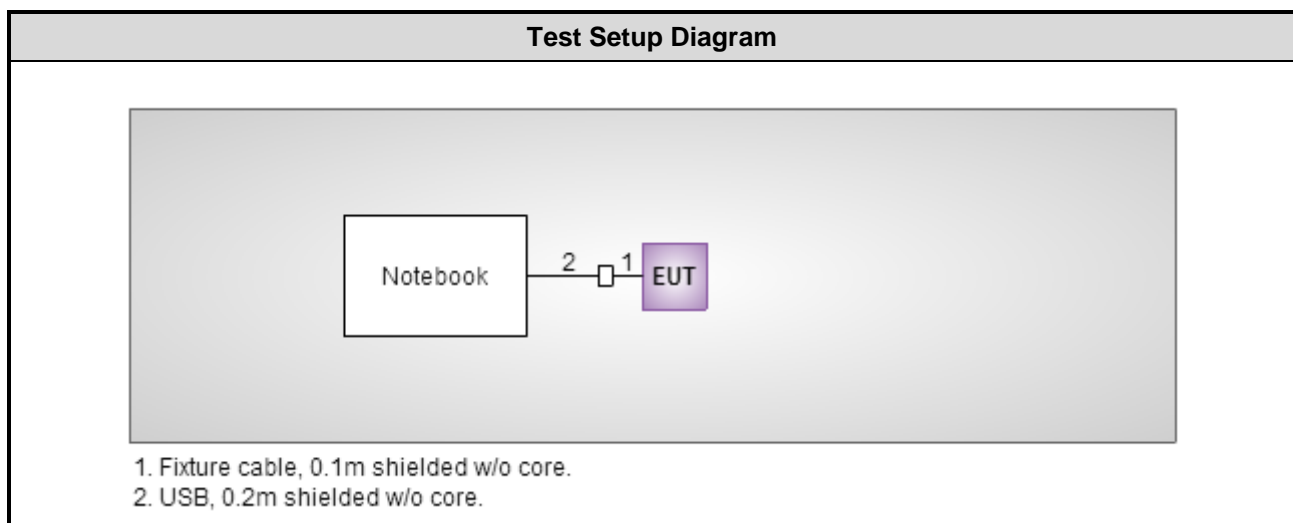 Test Setup Diagram
Notebook
2
1
EUT
1. Fixture cable, 0.1m shielded w/o core.
2. USB, 0.2m shielded w/o core.